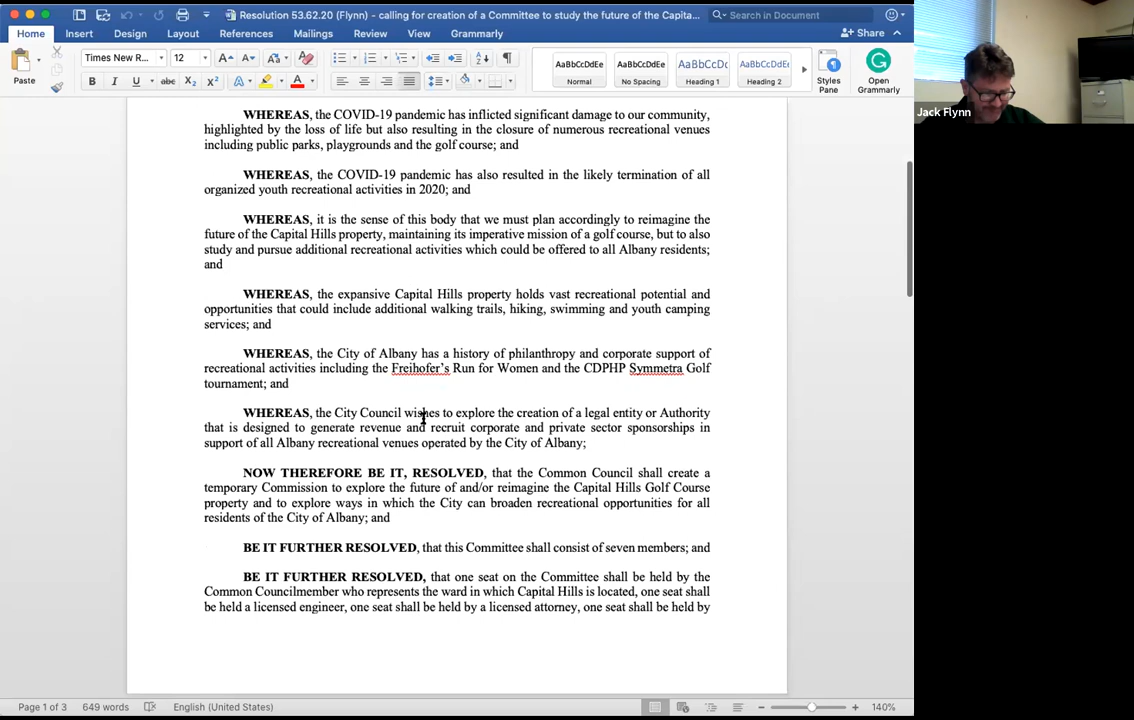 Resolution 53.62.20 (Flynn) - calling for creation of a Committee to study the future of the Capita...
Search in Document
Home Insert Design Layout References Mailings Review View Grammarly
Share
Paste
Times New R... 12
B I U abc X₂ X²
AaBbCcDdEe AaBbCcDdEe AaBbCcDc AaBbCcDdEe
Normal No Spacing Heading 1 Heading 2
Styles Pane
Open Grammarly
Jack Flynn
WHEREAS, the COVID-19 pandemic has inflicted significant damage to our community,
highlighted by the loss of life but also resulting in the closure of numerous recreational venues
including public parks, playgrounds and the golf course; and
WHEREAS, the COVID-19 pandemic has also resulted in the likely termination of all
organized youth recreational activities in 2020; and
WHEREAS, it is the sense of this body that we must plan accordingly to reimagine the
future of the Capital Hills property, maintaining its imperative mission of a golf course, but to also
study and pursue additional recreational activities which could be offered to all Albany residents;
and
WHEREAS, the expansive Capital Hills property holds vast recreational potential and
opportunities that could include additional walking trails, hiking, swimming and youth camping
services; and
WHEREAS, the City of Albany has a history of philanthropy and corporate support of
recreational activities including the Freihofer's Run for Women and the CDPHP Symmetra Golf
tournament; and
WHEREAS, the City Council wishes to explore the creation of a legal entity or Authority
that is designed to generate revenue and recruit corporate and private sector sponsorships in
support of all Albany recreational venues operated by the City of Albany;
NOW THEREFORE BE IT, RESOLVED, that the Common Council shall create a
temporary Commission to explore the future of and/or reimagine the Capital Hills Golf Course
property and to explore ways in which the City can broaden recreational opportunities for all
residents of the City of Albany; and
BE IT FURTHER RESOLVED, that this Committee shall consist of seven members; and
BE IT FURTHER RESOLVED, that one seat on the Committee shall be held by the
Common Councilmember who represents the ward in which Capital Hills is located, one seat shall
be held a licensed engineer, one seat shall be held by a licensed attorney, one seat shall be held by
Page 1 of 3 649 words English (United States) 140%